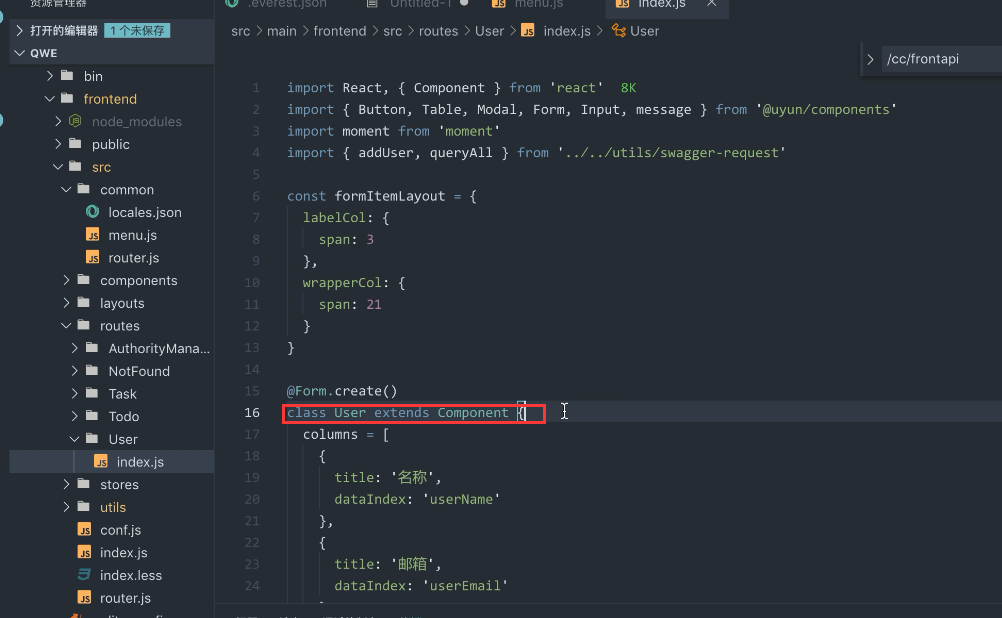 资源管理器
.everest.json
Untitled-1
menu.js
index.js
打开的编辑器 1 个未保存
src > main > frontend > src > routes > User > index.js > User
QWE
/cc/frontapi
bin
frontend
node_modules
public
src
common
locales.json
menu.js
router.js
components
layouts
routes
AuthorityMana...
NotFound
Task
Todo
User
index.js
stores
utils
conf.js
index.js
index.less
router.js
1 import React, { Component } from 'react' 8K
2 import { Button, Table, Modal, Form, Input, message } from '@uyun/components'
3 import moment from 'moment'
4 import { addUser, queryAll } from '../../utils/swagger-request'
5
6 const formItemLayout = {
7 labelCol: {
8 span: 3
9 },
10 wrapperCol: {
11 span: 21
12 }
13 }
14
15 @Form.create()
16 class User extends Component {
17 columns = [
18 {
19 title: '名称',
20 dataIndex: 'userName'
21 },
22 {
23 title: '邮箱',
24 dataIndex: 'userEmail'